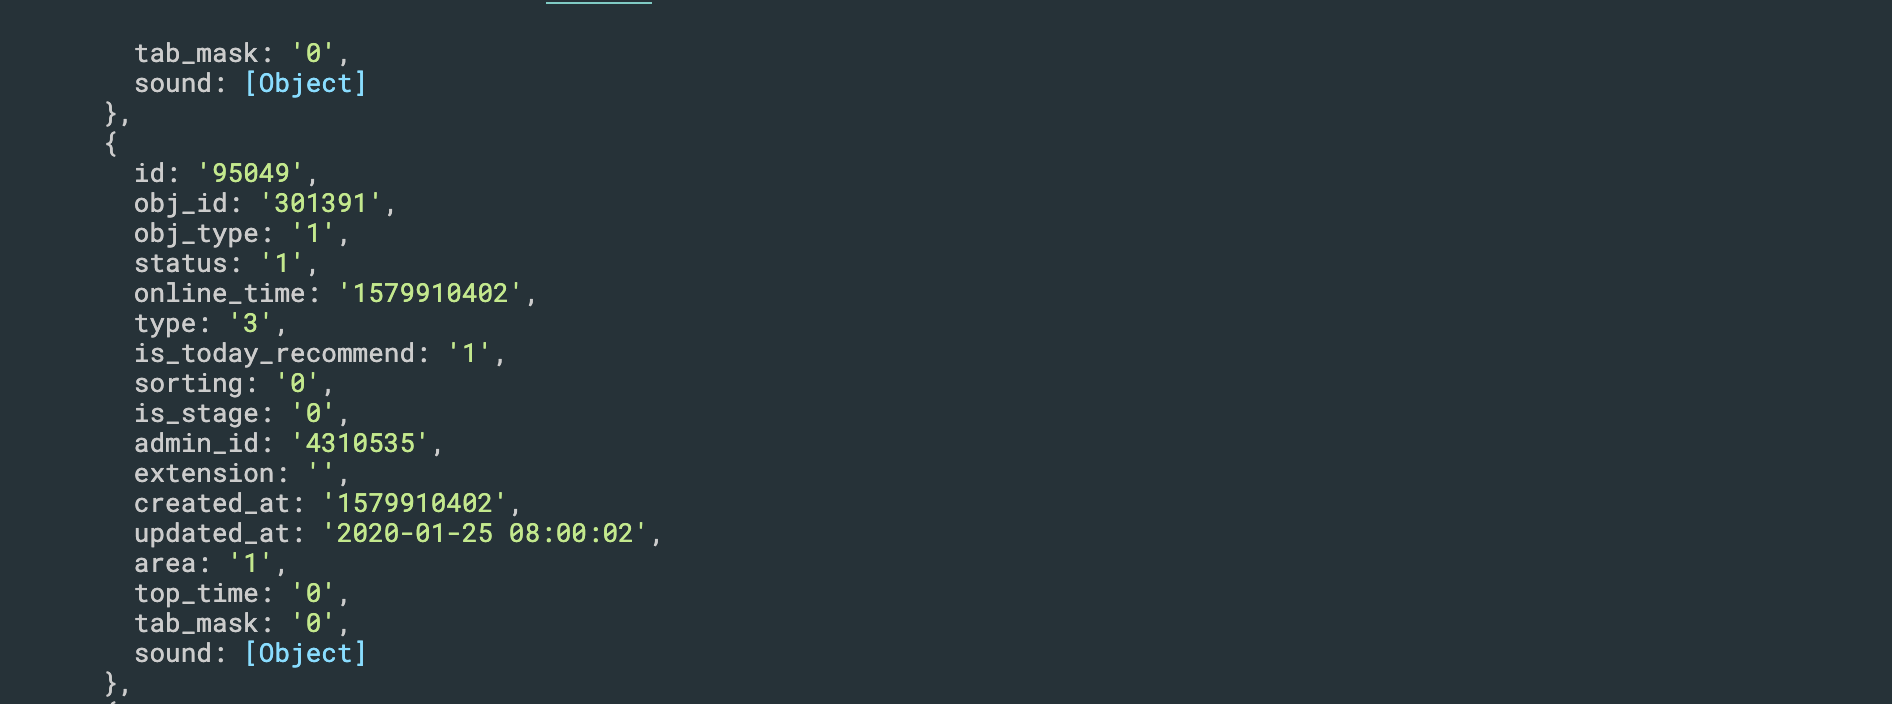 tab_mask: '0',
sound: [Object]
},
{
id: '95049',
obj_id: '301391',
obj_type: '1',
status: '1',
online_time: '1579910402',
type: '3',
is_today_recommend: '1',
sorting: '0',
is_stage: '0',
admin_id: '4310535',
extension: '',
created_at: '1579910402',
updated_at: '2020-01-25 08:00:02',
area: '1',
top_time: '0',
tab_mask: '0',
sound: [Object]
},